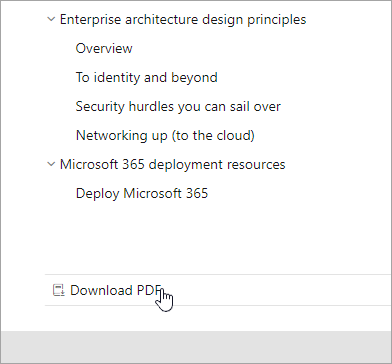 Enterprise architecture design principles
Overview
To identity and beyond
Security hurdles you can sail over
Networking up (to the cloud)
Microsoft 365 deployment resources
Deploy Microsoft 365
Download PDF